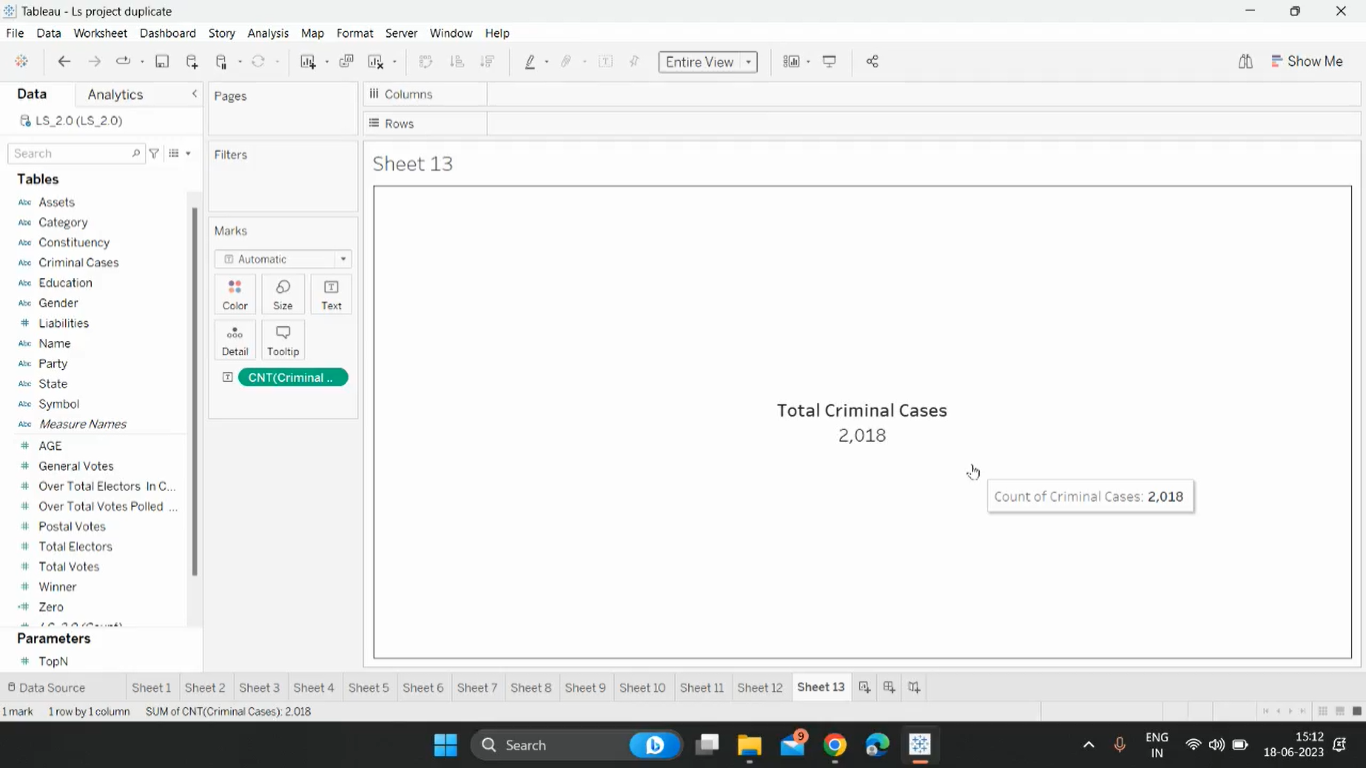 Tableau - Ls project duplicate
File Data Worksheet Dashboard Story Analysis Map Format Server Window Help
Entire View
Show Me
Data Analytics
LS_2.0 (LS_2.0)
Search
Tables
Abc Assets
Abc Category
Abc Constituency
Abc Criminal Cases
Abc Education
Abc Gender
# Liabilities
Abc Name
Abc Party
Abc State
Abc Symbol
Abc Measure Names
# AGE
# General Votes
# Over Total Electors In C...
# Over Total Votes Polled ...
# Postal Votes
# Total Electors
# Total Votes
# Winner
# Zero
# LS_2.0 (Count)
Parameters
# TopN
Pages
Filters
Marks
Automatic
Color Size Text
Detail Tooltip
CNT(Criminal ..
Columns
Rows
Sheet 13
Total Criminal Cases
2,018
Count of Criminal Cases: 2,018
Data Source Sheet 1 Sheet 2 Sheet 3 Sheet 4 Sheet 5 Sheet 6 Sheet 7 Sheet 8 Sheet 9 Sheet 10 Sheet 11 Sheet 12 Sheet 13
1 mark 1 row by 1 column SUM of CNT(Criminal Cases): 2,018
Search
9
ENG
IN
15:12
18-06-2023